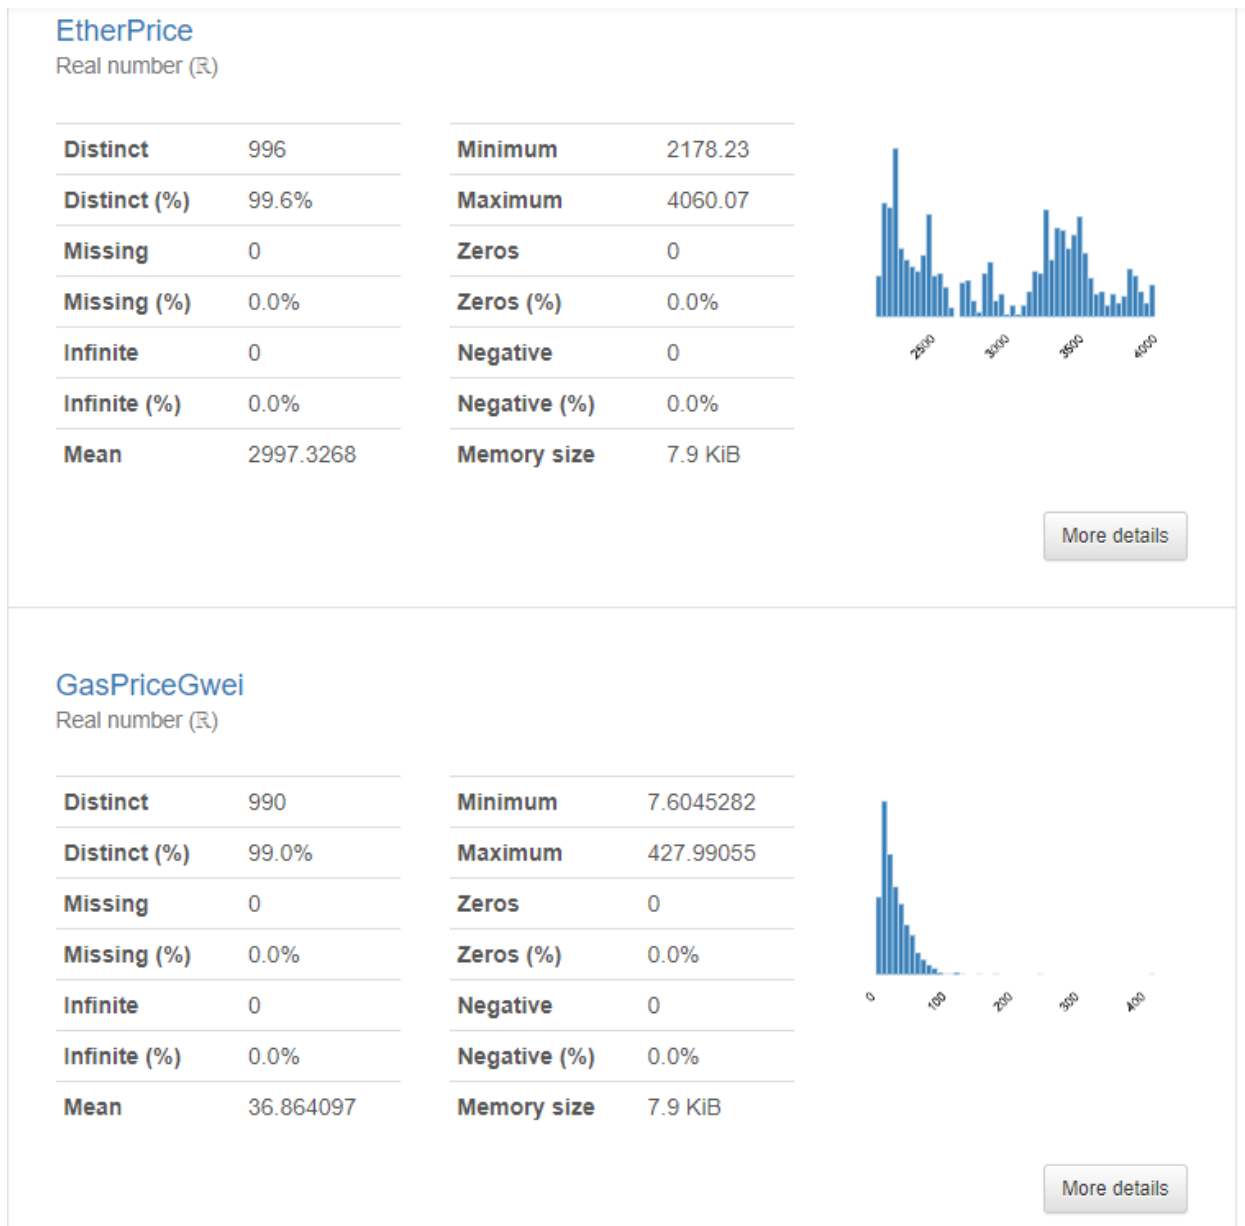 EtherPrice
Real number (ℝ)
Distinct 996
Distinct (%) 99.6%
Missing 0
Missing (%) 0.0%
Infinite 0
Infinite (%) 0.0%
Mean 2997.3268
Minimum 2178.23
Maximum 4060.07
Zeros 0
Zeros (%) 0.0%
Negative 0
Negative (%) 0.0%
Memory size 7.9 KiB
2500 3000 3500 4000
More details
GasPriceGwei
Real number (ℝ)
Distinct 990
Distinct (%) 99.0%
Missing 0
Missing (%) 0.0%
Infinite 0
Infinite (%) 0.0%
Mean 36.864097
Minimum 7.6045282
Maximum 427.99055
Zeros 0
Zeros (%) 0.0%
Negative 0
Negative (%) 0.0%
Memory size 7.9 KiB
0 100 200 300 400
More details